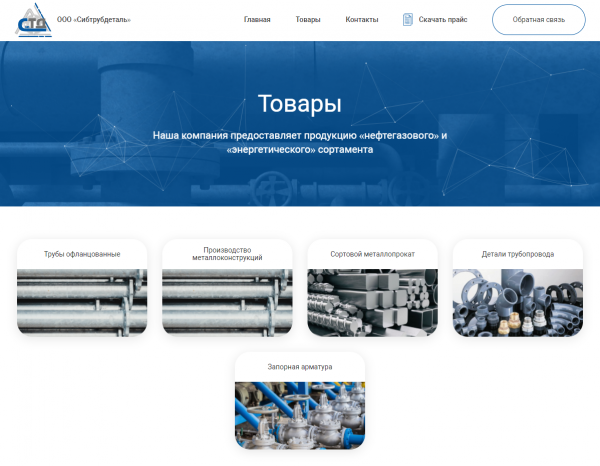 СТД
ООО «Сибтрубдеталь»
Главная
Товары
Контакты
Скачать прайс
Обратная связь
Товары
Наша компания предоставляет продукцию «нефтегазового» и
«энергетического» сортамента
Трубы офланцованные
Производство
металлоконструкций
Сортовой металлопрокат
Детали трубопровода
Запорная арматура